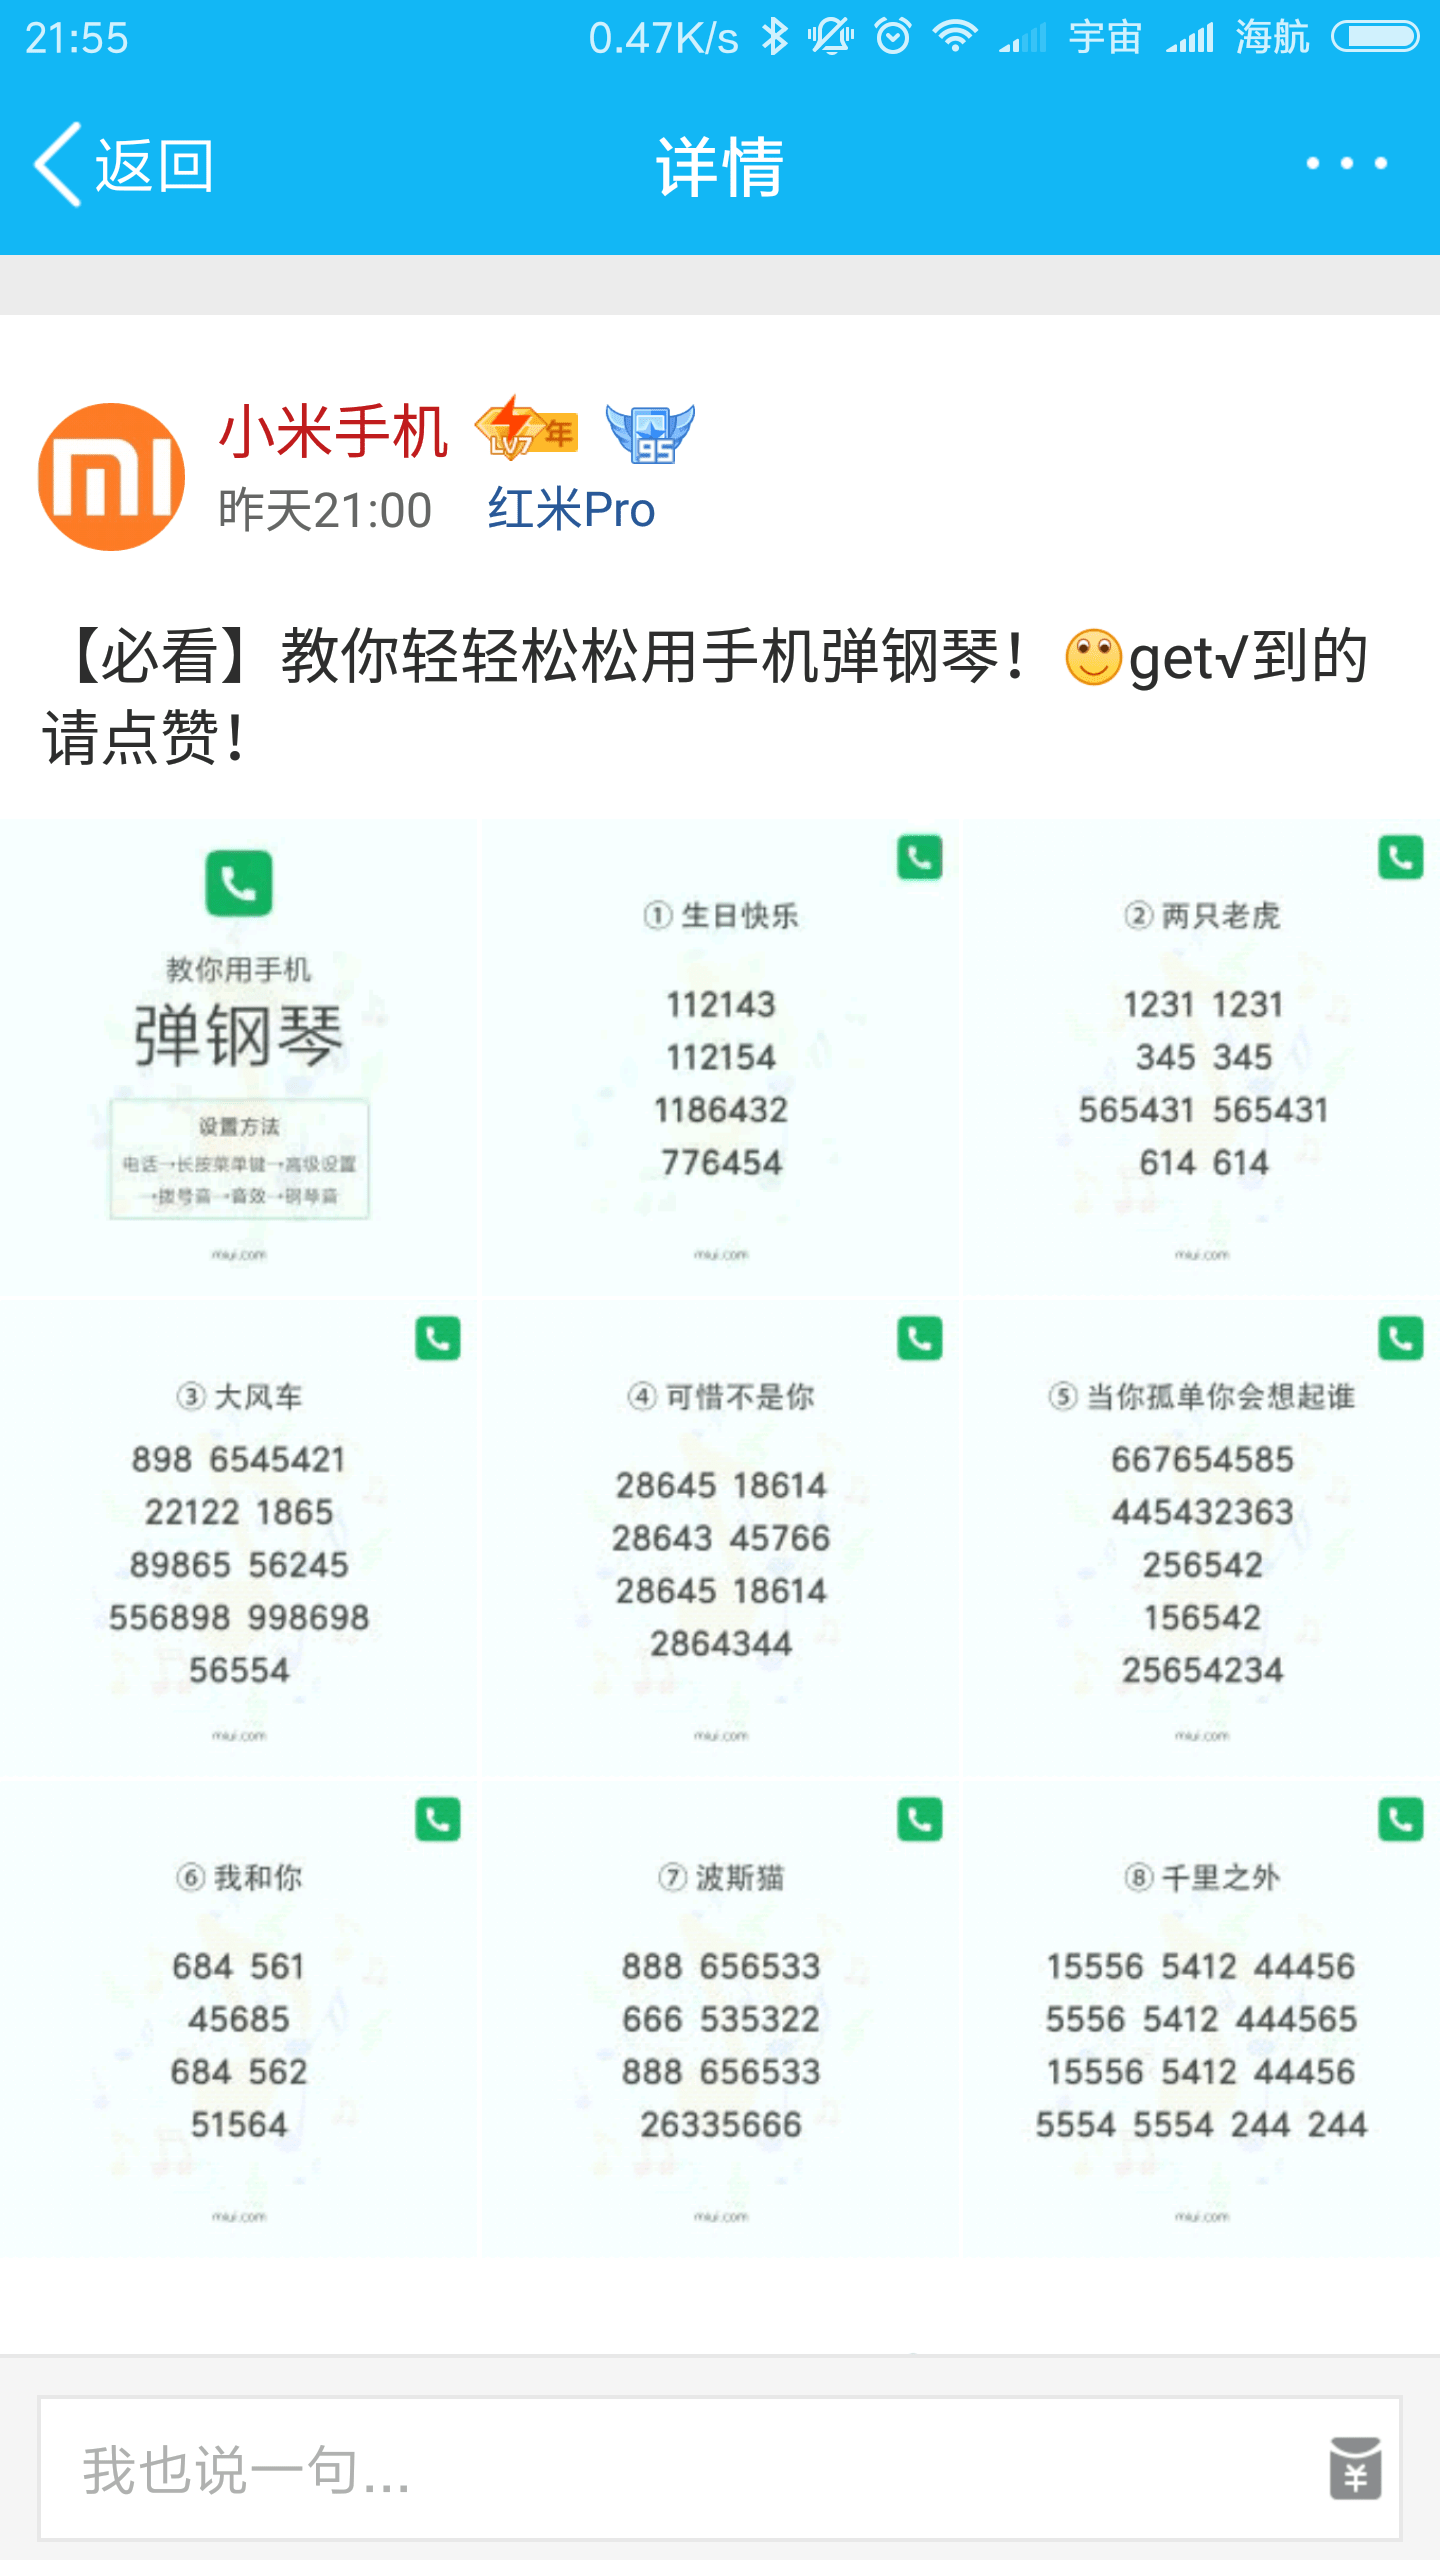 21:55
0.47K/s
宇宙
海航
返回
详情
小米手机
LV7
年
95
昨天21:00
红米Pro
【必看】教你轻轻松松用手机弹钢琴！get√到的
请点赞！
教你用手机
弹钢琴
设置方法
电话→长按菜单键→高级设置
→拨号音→音效→钢琴音
miui.com
① 生日快乐
112143
112154
1186432
776454
miui.com
② 两只老虎
1231 1231
345 345
565431 565431
614 614
miui.com
③ 大风车
898 6545421
22122 1865
89865 56245
556898 998698
56554
miui.com
④ 可惜不是你
28645 18614
28643 45766
28645 18614
2864344
miui.com
⑤ 当你孤单你会想起谁
667654585
445432363
256542
156542
25654234
miui.com
⑥ 我和你
684 561
45685
684 562
51564
miui.com
⑦ 波斯猫
888 656533
666 535322
888 656533
26335666
miui.com
⑧ 千里之外
15556 5412 44456
5556 5412 444565
15556 5412 44456
5554 5554 244 244
miui.com
我也说一句...
¥